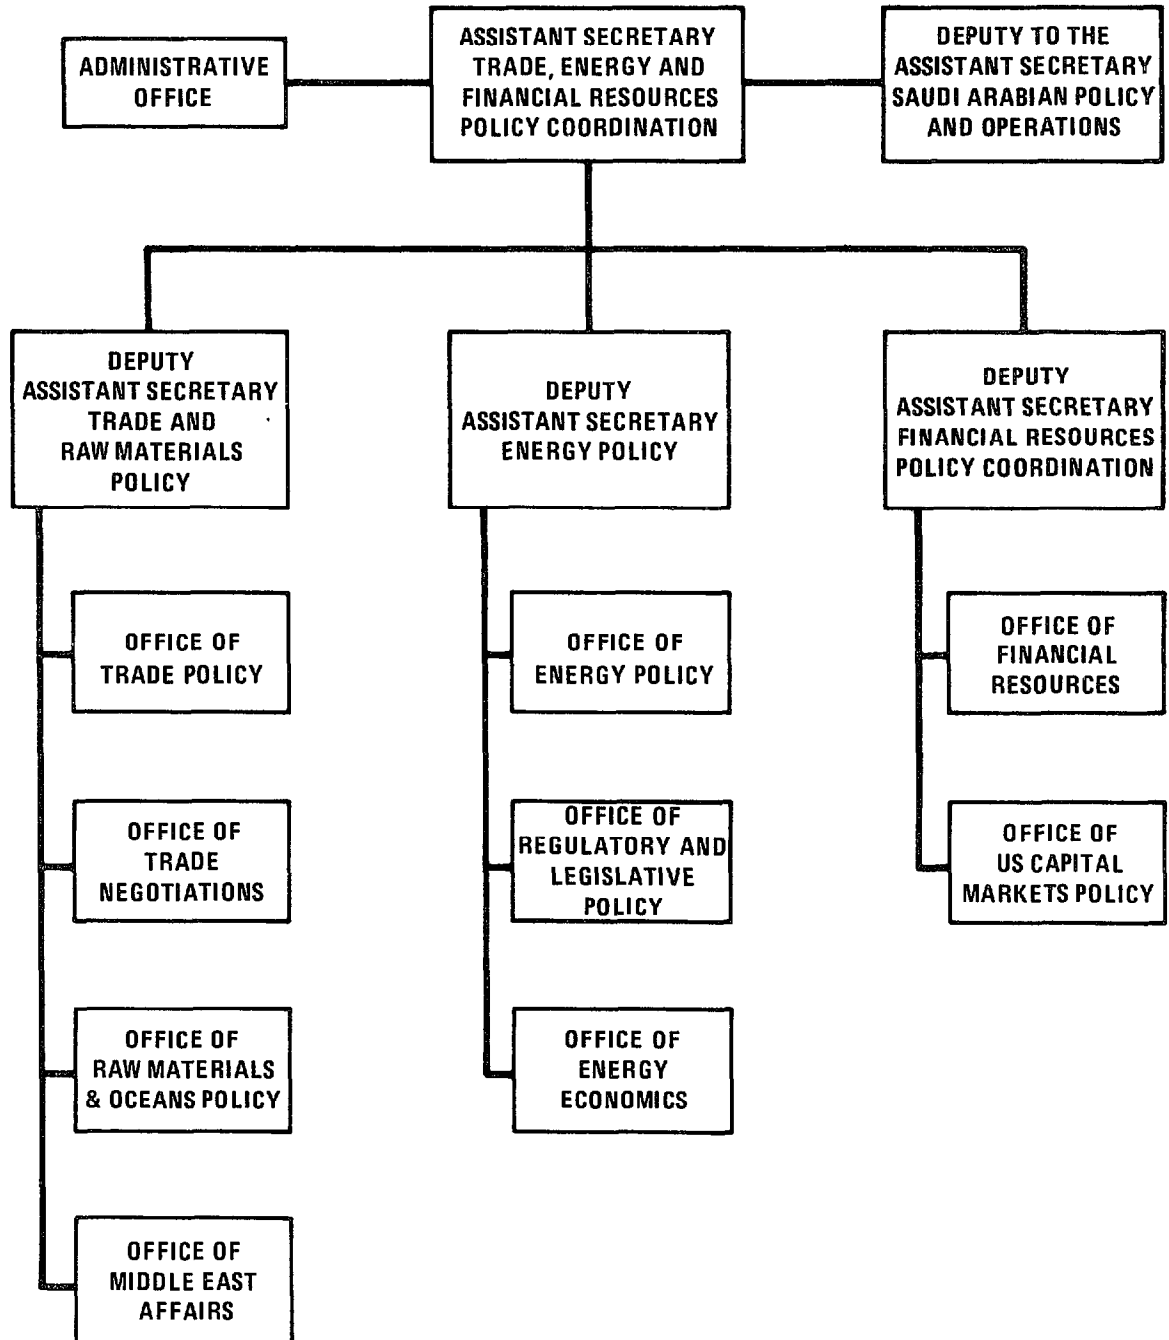 ADMINISTRATIVE
OFFICE
ASSISTANT SECRETARY
TRADE, ENERGY AND
FINANCIAL RESOURCES
POLICY COORDINATION
DEPUTY TO THE
ASSISTANT SECRETARY
SAUDI ARABIAN POLICY
AND OPERATIONS
DEPUTY
ASSISTANT SECRETARY
TRADE AND
RAW MATERIALS
POLICY
OFFICE OF
TRADE POLICY
OFFICE OF
TRADE
NEGOTIATIONS
OFFICE OF
RAW MATERIALS
& OCEANS POLICY
OFFICE OF
MIDDLE EAST
AFFAIRS
DEPUTY
ASSISTANT SECRETARY
ENERGY POLICY
OFFICE OF
ENERGY POLICY
OFFICE OF
REGULATORY AND
LEGISLATIVE
POLICY
OFFICE OF
ENERGY
ECONOMICS
DEPUTY
ASSISTANT SECRETARY
FINANCIAL RESOURCES
POLICY COORDINATION
OFFICE OF
FINANCIAL
RESOURCES
OFFICE OF
US CAPITAL
MARKETS POLICY